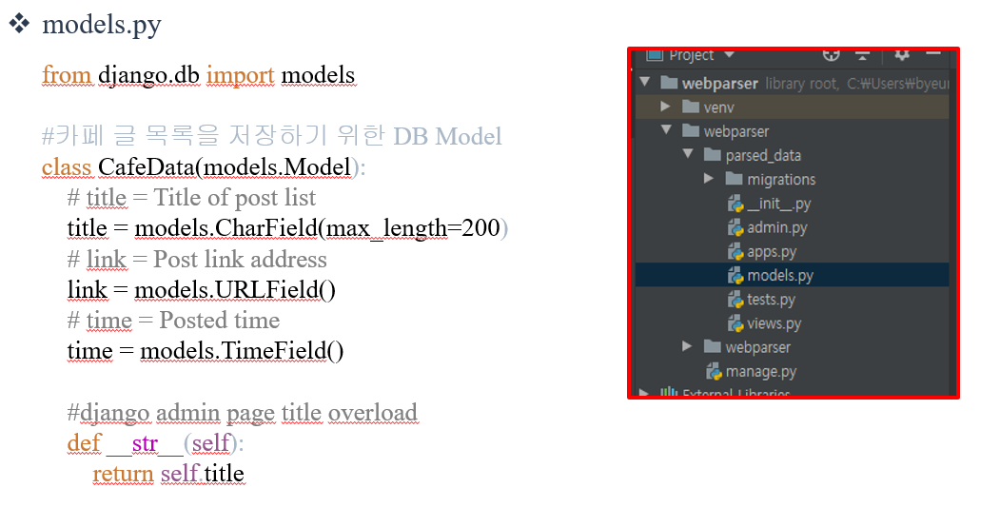 ❖ models.py
from django.db import models
#카페 글 목록을 저장하기 위한 DB Model
class CafeData(models.Model):
# title = Title of post list
title = models.CharField(max_length=200)
# link = Post link address
link = models.URLField()
# time = Posted time
time = models.TimeField()
#django admin page title overload
def __str__(self):
return self.title
Project
webparser library root, C:₩Users₩byeur
venv
webparser
parsed_data
migrations
__init__.py
admin.py
apps.py
models.py
tests.py
views.py
webparser
manage.py
External Libraries